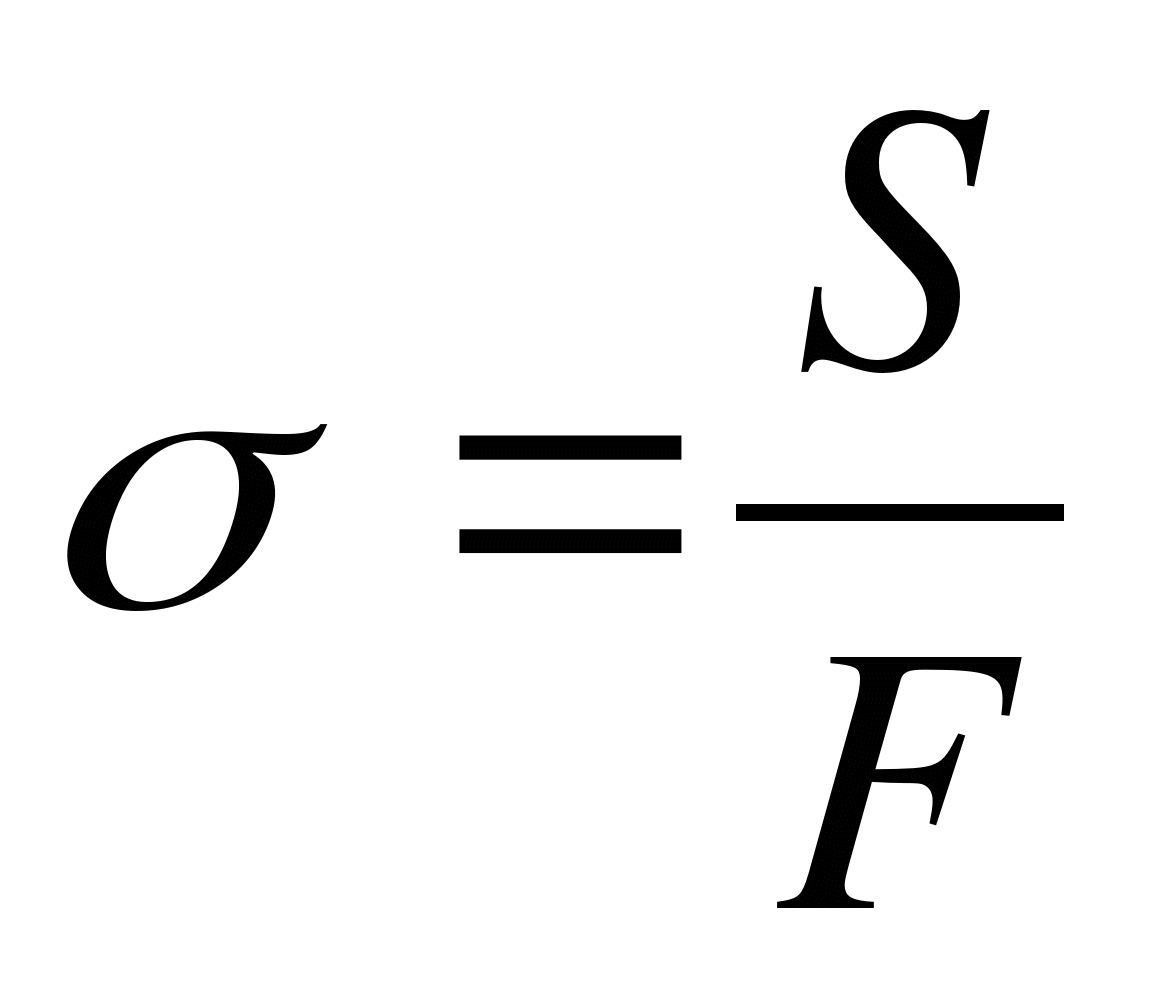 σ = S/F